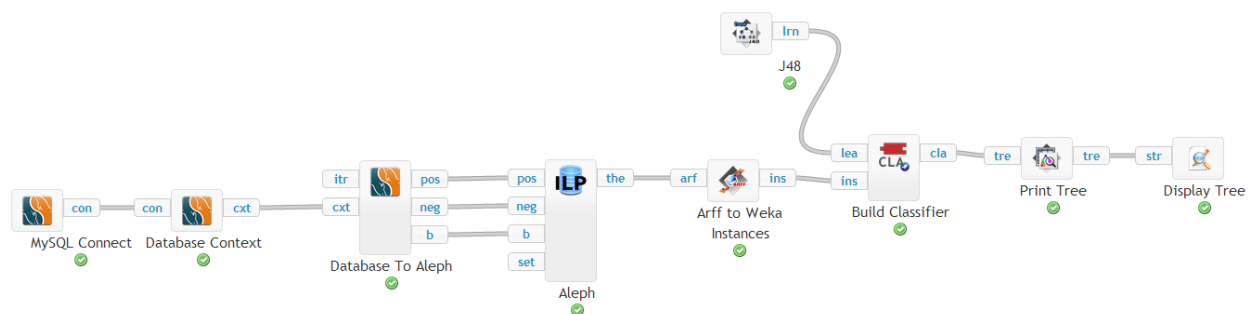 lrn
J48
con
MySQL Connect
con
cxt
Database Context
itr
cxt
pos
neg
b
Database To Aleph
pos
neg
b
set
ILP
the
Aleph
arf
ARFF
ins
Arff to Weka
Instances
lea
ins
CLA
cla
Build Classifier
tre
tre
Print Tree
str
Display Tree